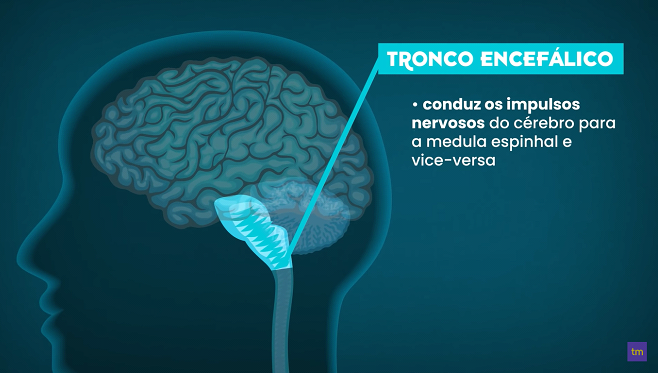 TRONCO ENCEFÁLICO
• conduz os impulsos
nervosos do cérebro para
a medula espinhal e
vice-versa
tm